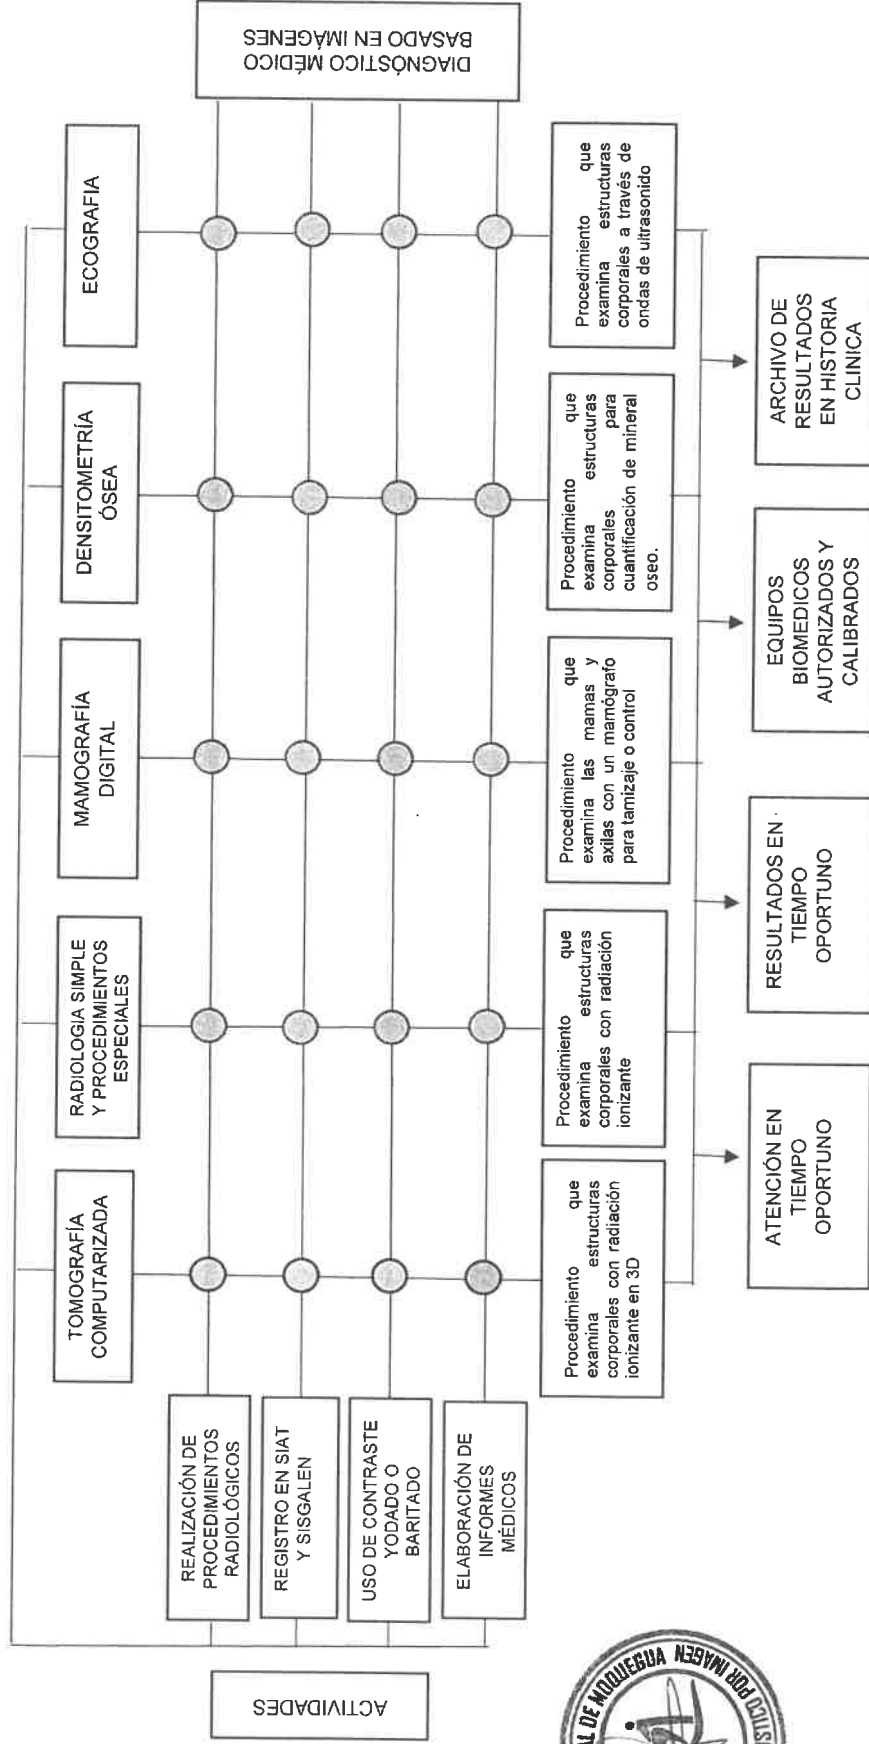 ACTIVIDADES
TOMOGRAFÍA
COMPUTARIZADA
RADIOLOGIA SIMPLE
Y PROCEDIMIENTOS
ESPECIALES
MAMOGRAFÍA
DIGITAL
DENSITOMETRÍA
ÓSEA
ECOGRAFIA
REALIZACIÓN DE
PROCEDIMIENTOS
RADIOLÓGICOS
REGISTRO EN SIAT
Y SISGALEN
USO DE CONTRASTE
YODADO O
BARITADO
ELABORACIÓN DE
INFORMES
MÉDICOS
DIAGNÓSTICO MÉDICO
BASADO EN IMÁGENES
Procedimiento que
examina estructuras
corporales con radiación
ionizante en 3D
Procedimiento que
examina estructuras
corporales con radiación
ionizante
Procedimiento que
examina las mamas y
axilas con un mamógrafo
para tamizaje o control
Procedimiento que
examina estructuras
corporales para
cuantificación de mineral
oseo.
Procedimiento que
examina estructuras
corporales a través de
ondas de ultrasonido
ATENCIÓN EN
TIEMPO
OPORTUNO
RESULTADOS EN
TIEMPO
OPORTUNO
EQUIPOS
BIOMEDICOS
AUTORIZADOS Y
CALIBRADOS
ARCHIVO DE
RESULTADOS
EN HISTORIA
CLINICA
DE MOQUEGUA
POR IMAGEN